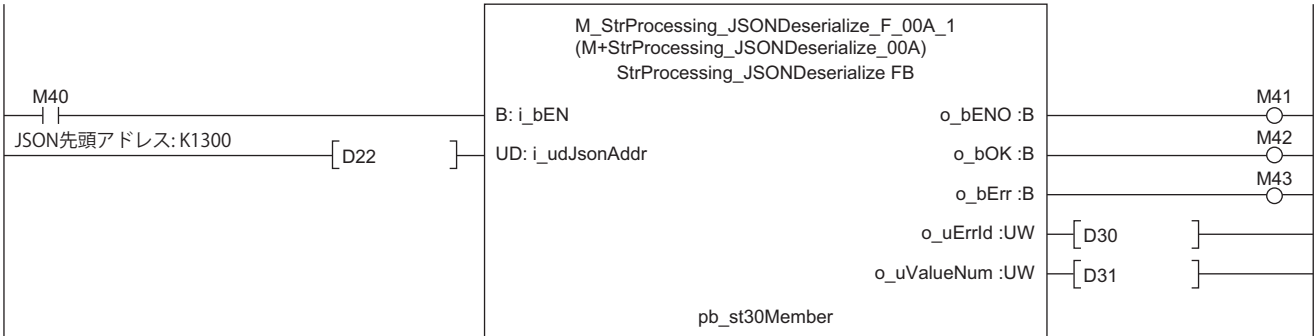 M_StrProcessing_JSONDeserialize_F_00A_1
(M+StrProcessing_JSONDeserialize_00A)
StrProcessing_JSONDeserialize FB
M40
B: i_bEN
o_bENO :B
M41
JSON先頭アドレス: K1300
D22
UD: i_udJsonAddr
o_bOK :B
M42
o_bErr :B
M43
o_uErrId :UW
D30
o_uValueNum :UW
D31
pb_st30Member